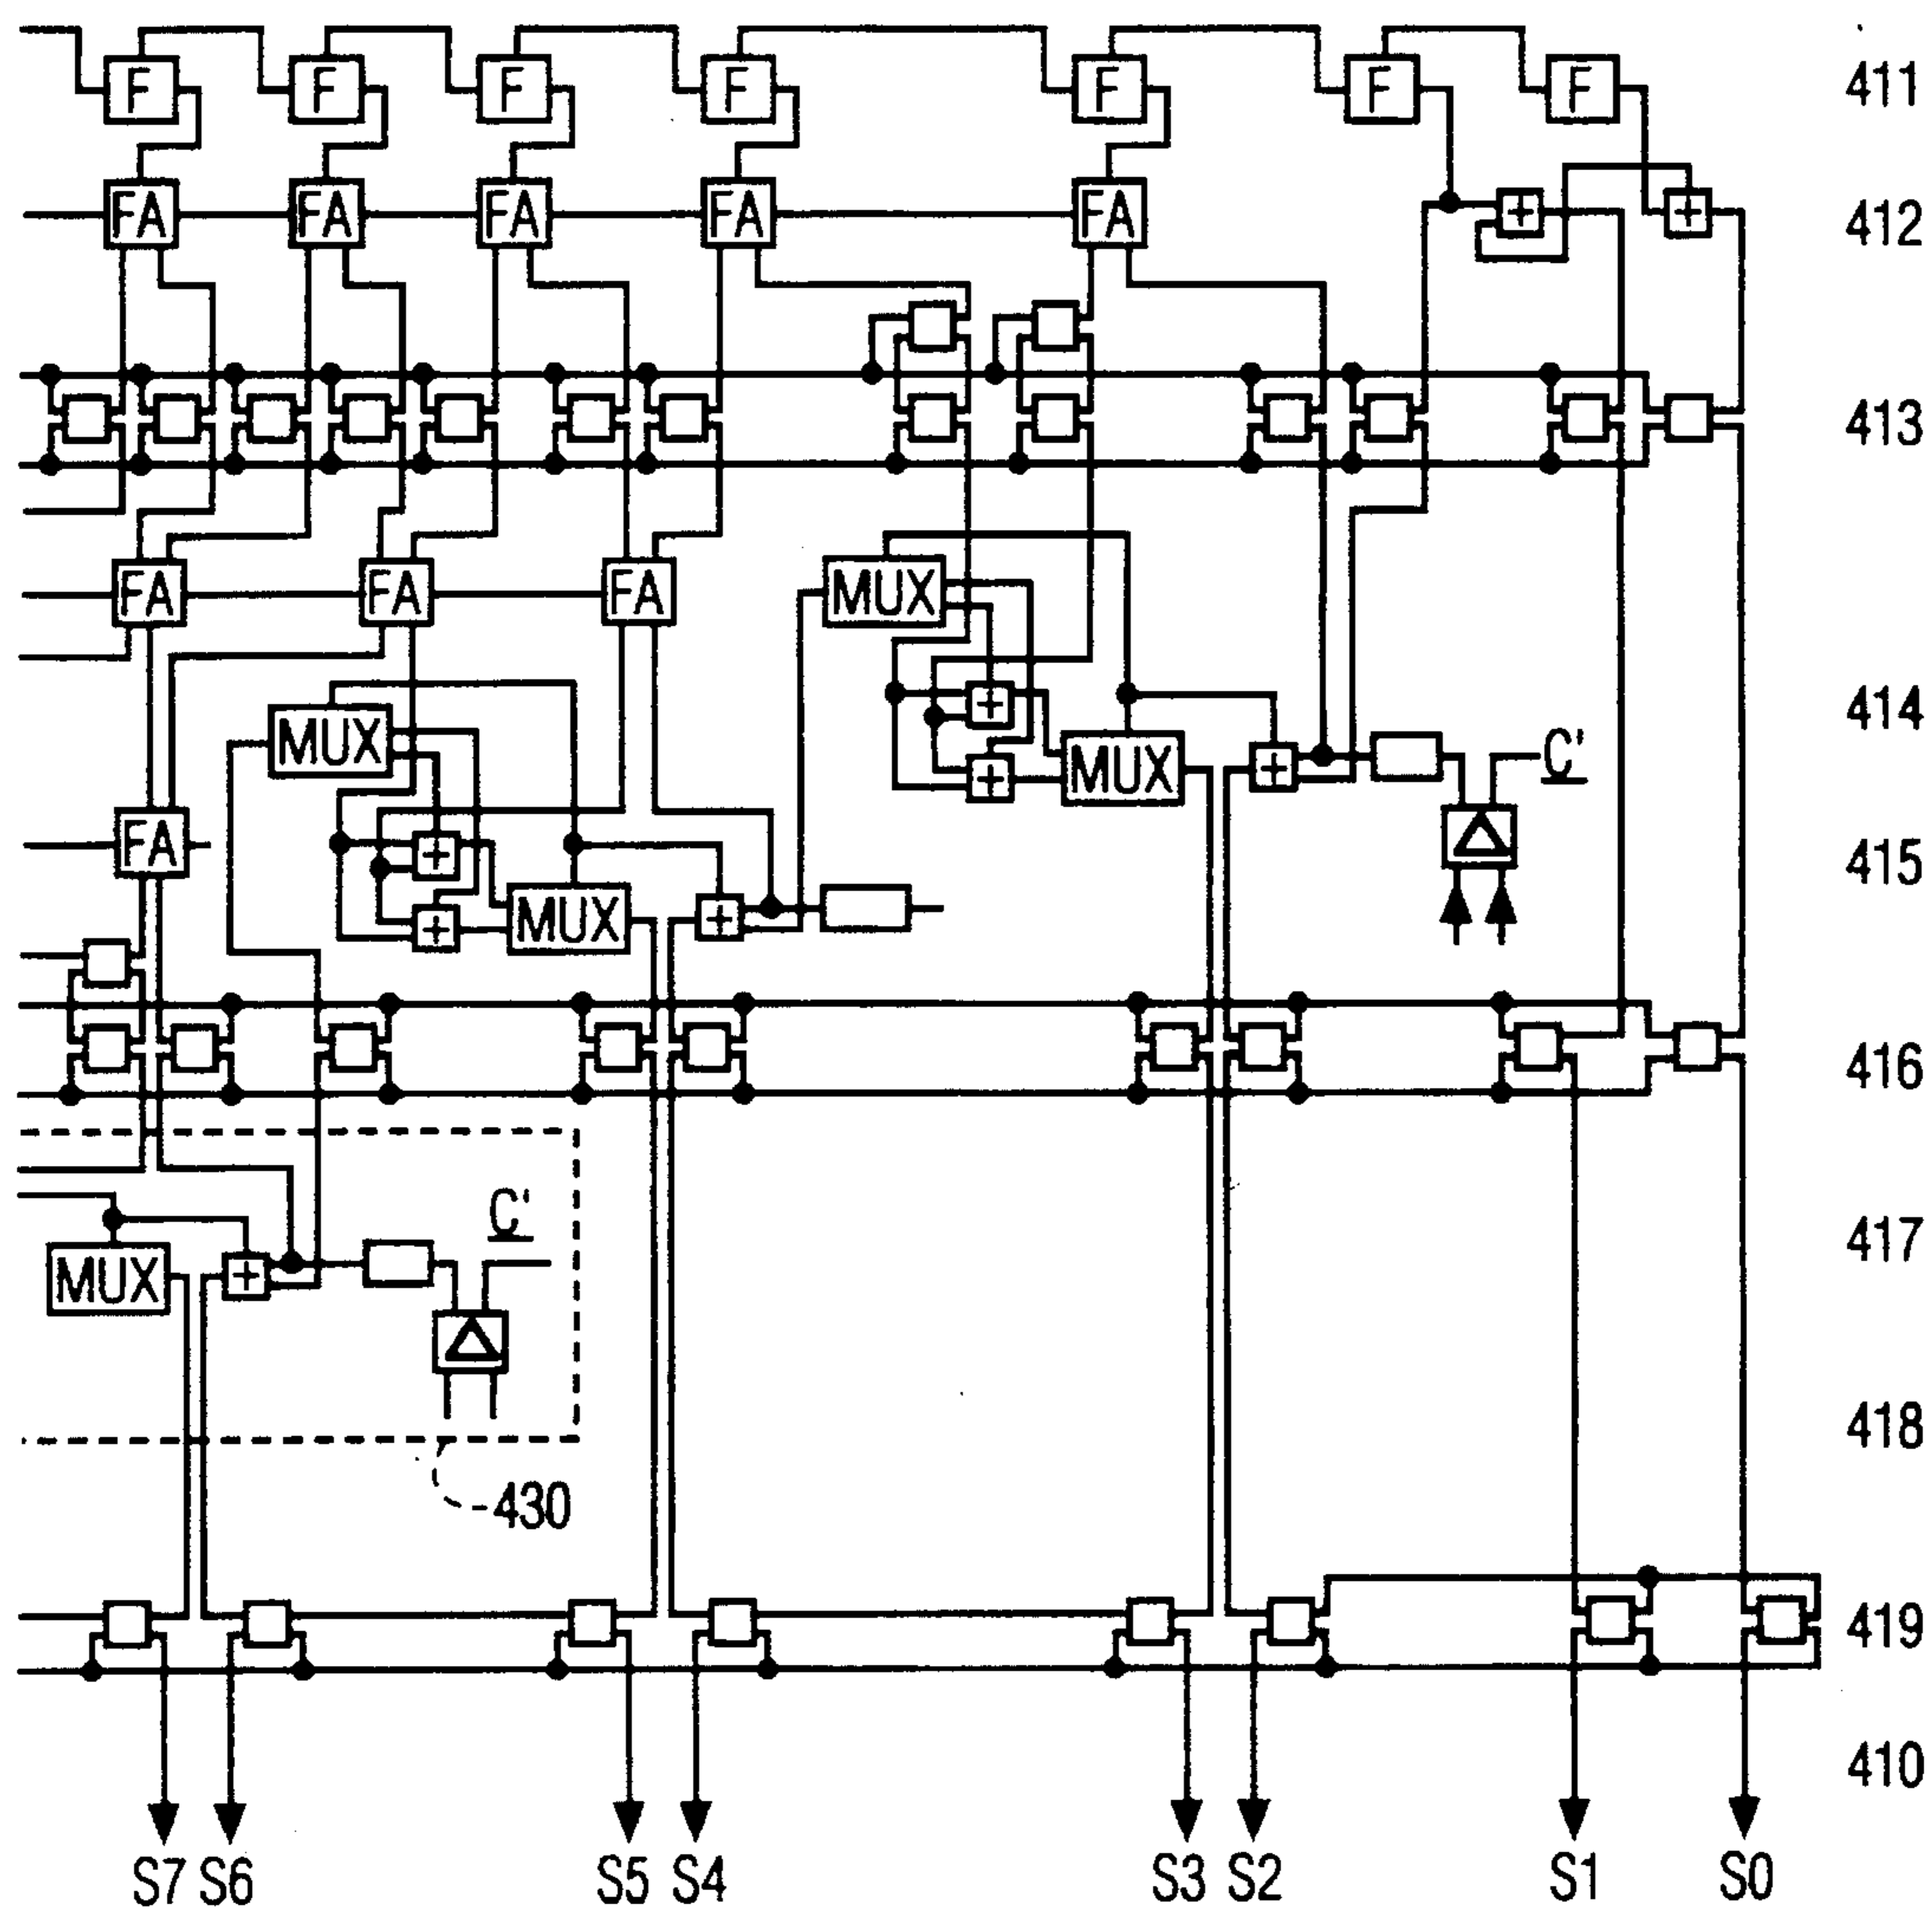 F F F F F F F 411
FA FA FA FA FA + + 412
413
FA FA FA MUX
MUX + MUX + C' 414
FA + + 415
+ MUX +
416
C' 417
MUX +
418
430
419
410
S7 S6 S5 S4 S3 S2 S1 S0